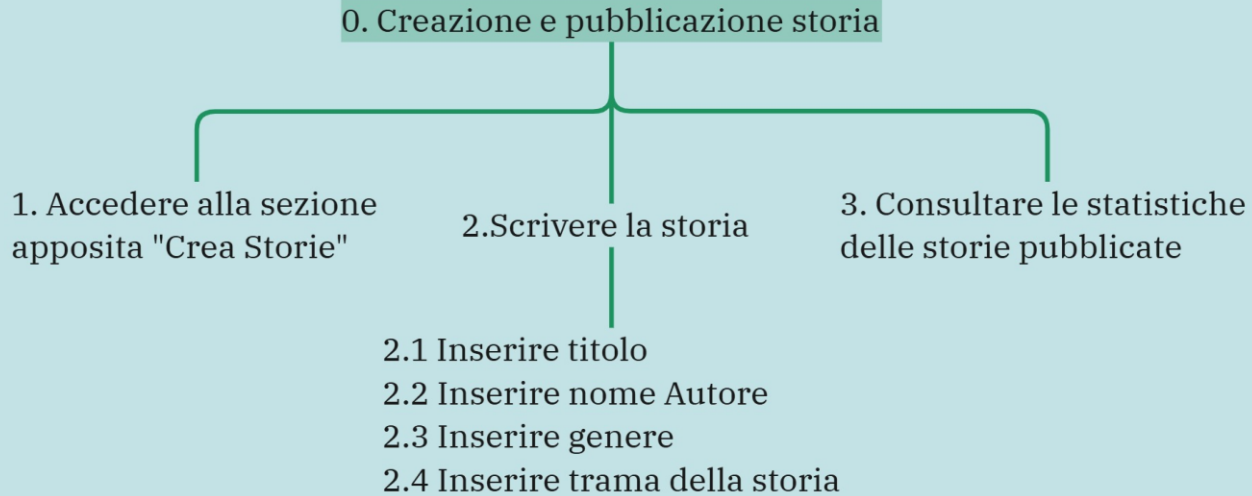 0. Creazione e pubblicazione storia
1. Accedere alla sezione
apposita "Crea Storie"
2.Scrivere la storia
3. Consultare le statistiche
delle storie pubblicate
2.1 Inserire titolo
2.2 Inserire nome Autore
2.3 Inserire genere
2.4 Inserire trama della storia